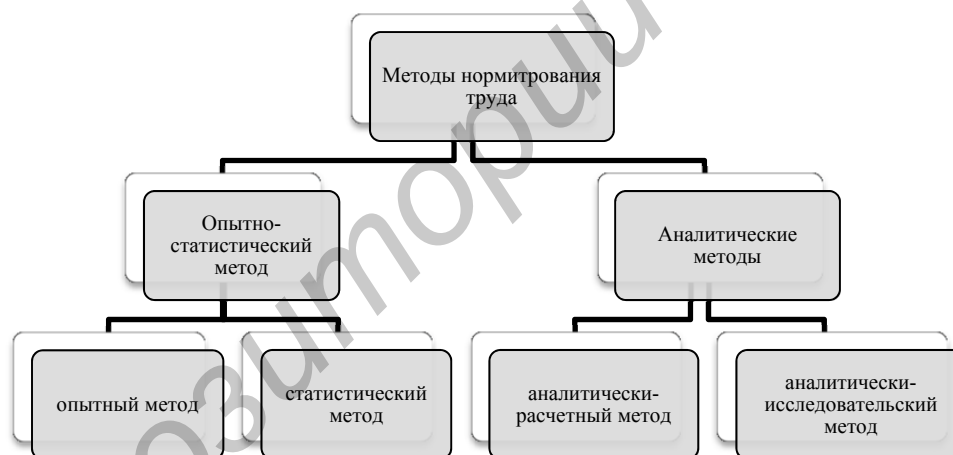 Методы нормитрования
труда
Опытно-
статистический
метод
Аналитические
методы
опытный метод
статистический
метод
аналитически-
расчетный метод
аналитически-
исследовательский
метод